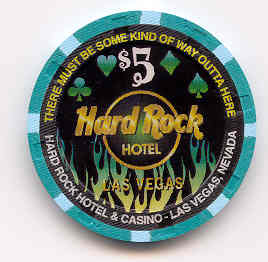 THERE MUST BE SOME KIND OF WAY OUTTA HERE
$5
Hard Rock
HOTEL
LAS VEGAS
HARD ROCK HOTEL & CASINO - LAS VEGAS, NEVADA